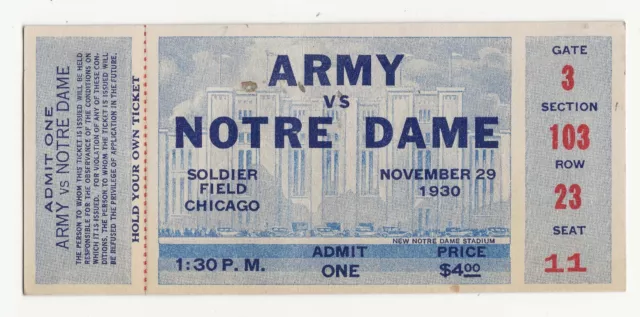 ADMIT ONE
ARMY VS NOTRE DAME
THE PERSON TO WHOM THIS TICKET IS ISSUED WILL BE HELD
RESPONSIBLE FOR THE OBSERVANCE OF THE CONDITIONS ON
WHICH IT IS ISSUED. FOR VIOLATION OF ANY OF THESE CON-
DITIONS, THE PERSON TO WHOM THE TICKET IS ISSUED WILL
BE REFUSED THE PRIVILEGE OF APPLICATION IN THE FUTURE.
HOLD YOUR OWN TICKET
ARMY
VS
NOTRE DAME
SOLDIER
FIELD
CHICAGO
NOVEMBER 29
1930
NEW NOTRE DAME STADIUM
1:30 P. M.
ADMIT
ONE
PRICE
$4.00
GATE
3
SECTION
103
ROW
23
SEAT
11